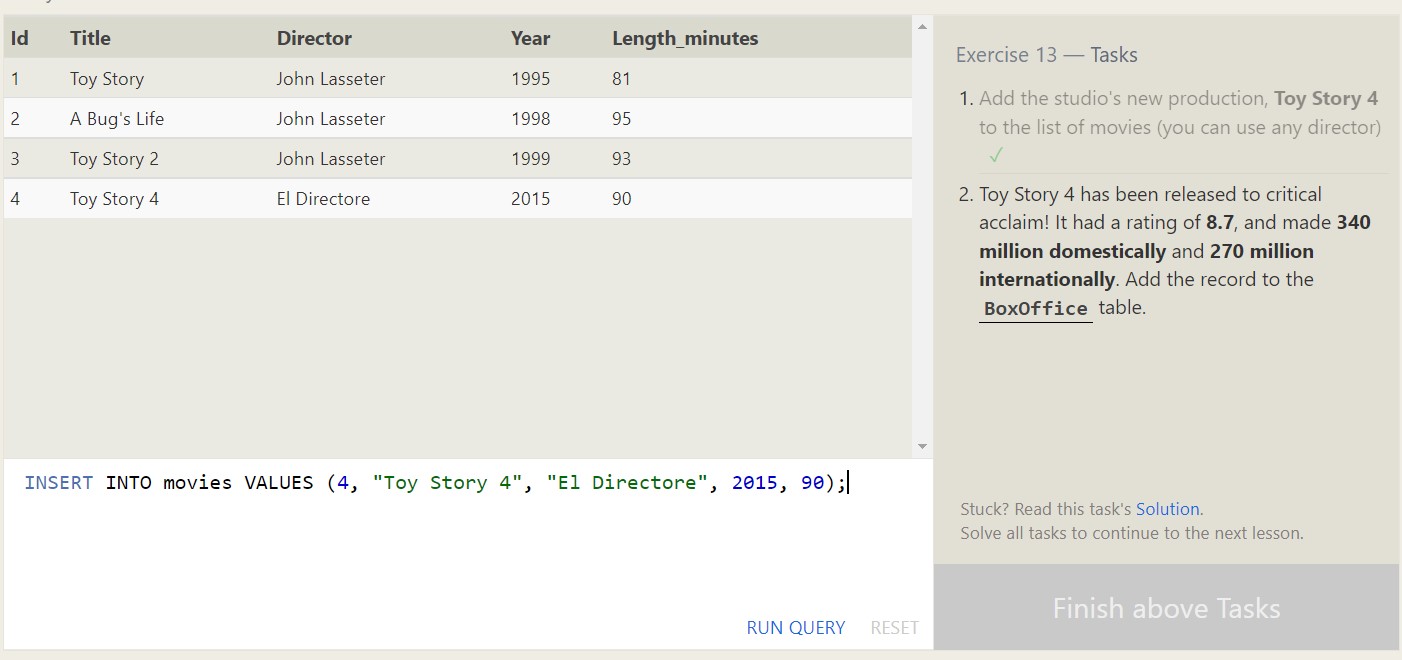 Id Title Director Year Length_minutes
1 Toy Story John Lasseter 1995 81
2 A Bug's Life John Lasseter 1998 95
3 Toy Story 2 John Lasseter 1999 93
4 Toy Story 4 El Directore 2015 90
INSERT INTO movies VALUES (4, "Toy Story 4", "El Directore", 2015, 90);
RUN QUERY RESET
Exercise 13 — Tasks
1. Add the studio's new production, Toy Story 4
to the list of movies (you can use any director)
✓
2. Toy Story 4 has been released to critical
acclaim! It had a rating of 8.7, and made 340
million domestically and 270 million
internationally. Add the record to the
BoxOffice table.
Stuck? Read this task's Solution.
Solve all tasks to continue to the next lesson.
Finish above Tasks